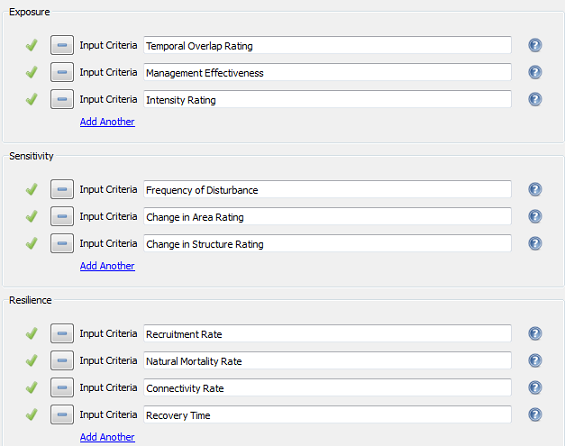 Exposure
Input Criteria Temporal Overlap Rating
Input Criteria Management Effectiveness
Input Criteria Intensity Rating
Add Another
Sensitivity
Input Criteria Frequency of Disturbance
Input Criteria Change in Area Rating
Input Criteria Change in Structure Rating
Add Another
Resilience
Input Criteria Recruitment Rate
Input Criteria Natural Mortality Rate
Input Criteria Connectivity Rate
Input Criteria Recovery Time
Add Another